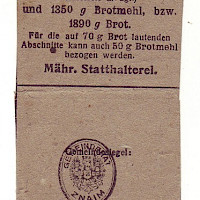 und 1350 g Brotmehl, bzw.
1890 g Brot.
Für die auf 70 g Brot lautenden
Abschnitte kann auch 50 g Brotmehl
bezogen werden.
Mähr. Statthalterei.
Gemeindesiegel:
GEMEINDERAT
ZNAIM